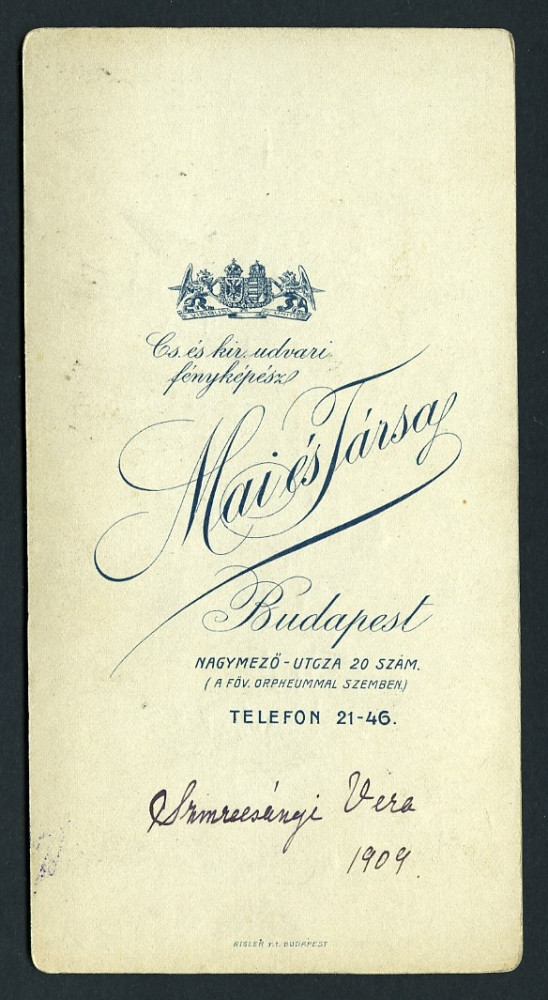 Cs. és kir. udvari
fényképész
Mai és Társa
Budapest
NAGYMEZŐ-UTCZA 20 SZÁM.
( A FŐV. ORPHEUMMAL SZEMBEN.)
TELEFON 21-46.
Szmrecsányi Vera
1909.
RIGLER r.t. BUDAPEST